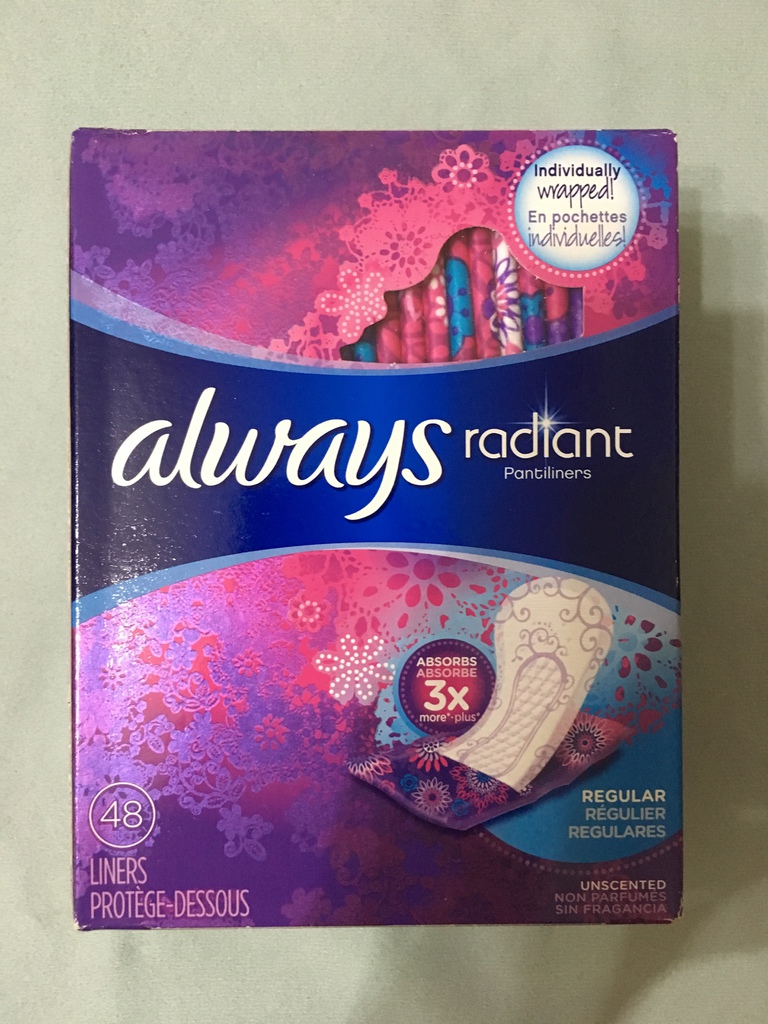 Individually
wrapped!
En pochettes
individuelles!
always radiant
Pantiliners
ABSORBS
ABSORBE
3x
more*·plus*
48
LINERS
PROTÈGE-DESSOUS
REGULAR
RÉGULIER
REGULARES
UNSCENTED
NON PARFUMÉS
SIN FRAGANCIA